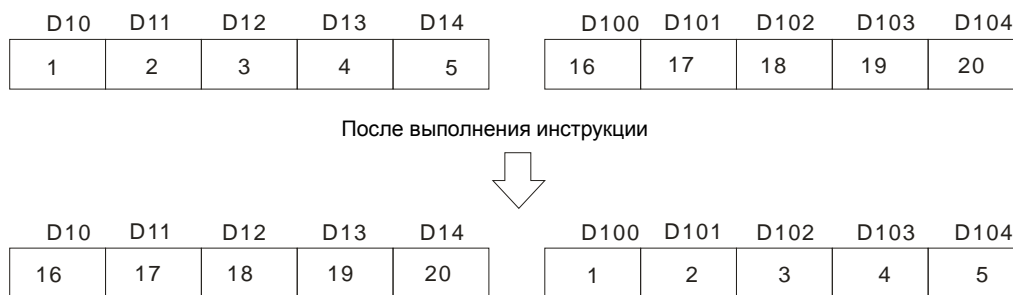 D10 D11 D12 D13 D14 D100 D101 D102 D103 D104
1 2 3 4 5 16 17 18 19 20
После выполнения инструкции
D10 D11 D12 D13 D14 D100 D101 D102 D103 D104
16 17 18 19 20 1 2 3 4 5